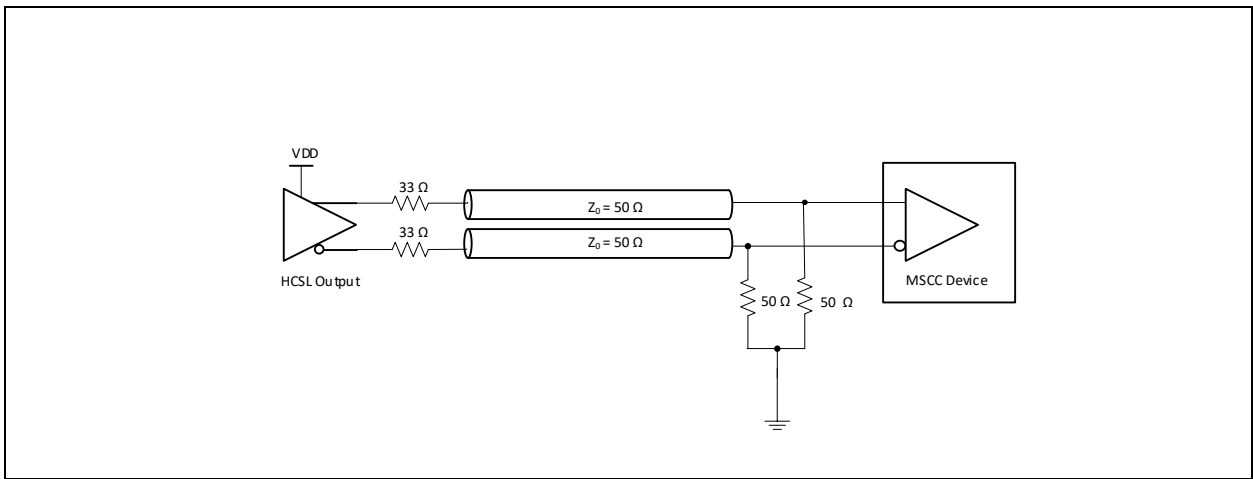 VDD
33 Ω
Z0 = 50 Ω
33 Ω
Z0 = 50 Ω
HCSL Output
50 Ω
50 Ω
MSCC Device